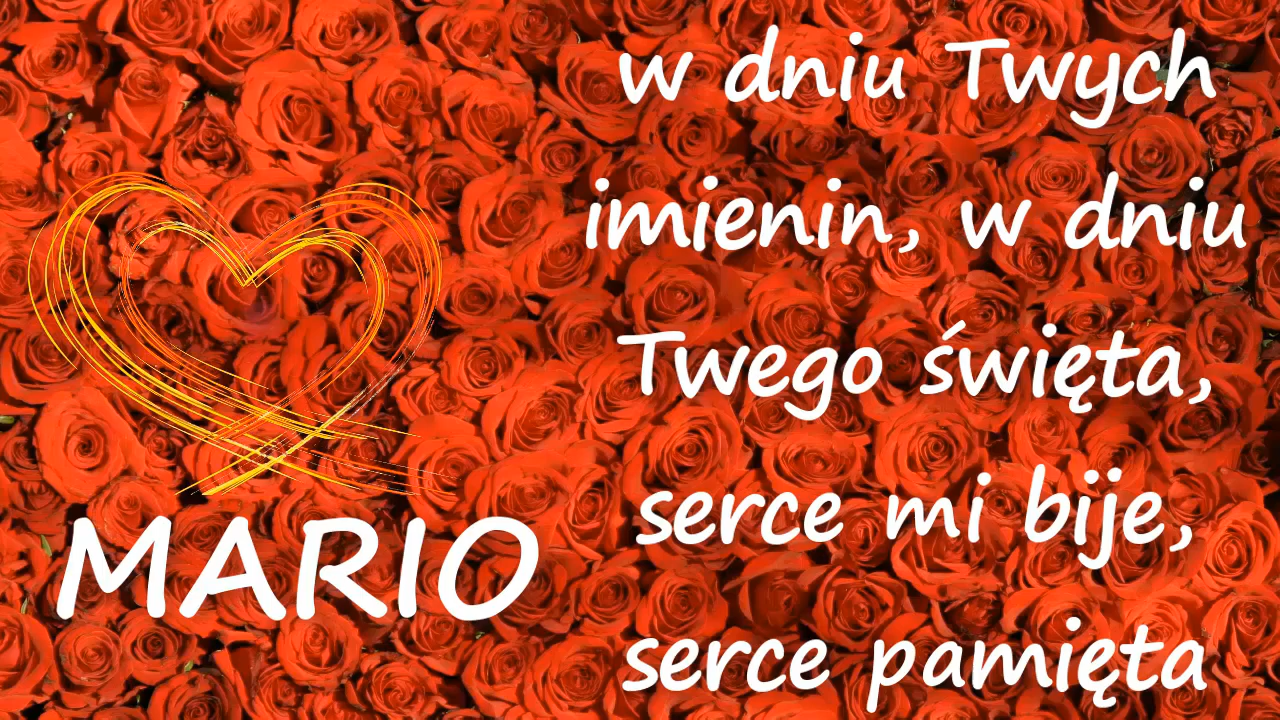 MARIO
w dniu Twych
imienin, w dniu
Twego święta,
serce mi bije,
serce pamięta